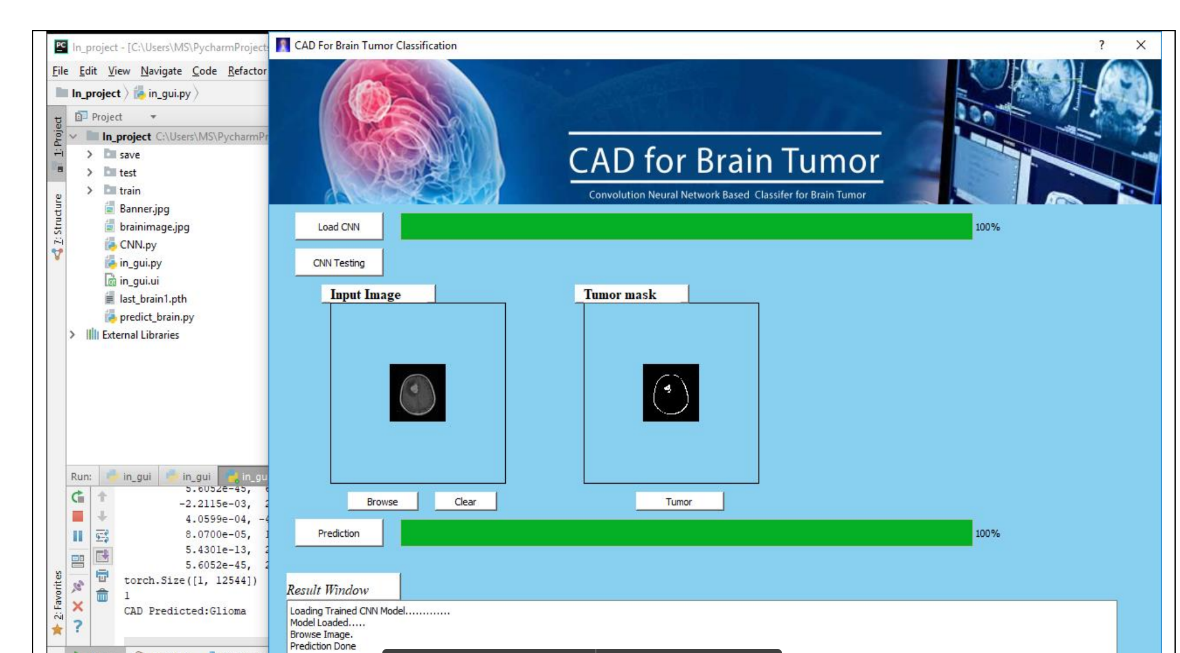 PC In_project - [C:\Users\MS\PycharmProject
File Edit View Navigate Code Refactor
In_project in_gui.py
1: Project
Project
In_project C:\Users\MS\PycharmPr
save
test
train
Banner.jpg
brainimage.jpg
CNN.py
in_gui.py
in_gui.ui
last_brain1.pth
predict_brain.py
External Libraries
7: Structure
2: Favorites
Run: in_gui in_gui in_gu
5.6052e-45,
-2.2115e-03, 2
4.0599e-04, -4
8.0700e-05, 1
5.4301e-13, 2
5.6052e-45, 2
torch.Size([1, 12544])
1
CAD Predicted:Glioma
CAD For Brain Tumor Classification
CAD for Brain Tumor
Convolution Neural Network Based Classifer for Brain Tumor
Load CNN
100%
CNN Testing
Input Image
Tumor mask
Browse
Clear
Tumor
Prediction
100%
Result Window
Loading Trained CNN Model.............
Model Loaded.....
Browse Image.
Prediction Done